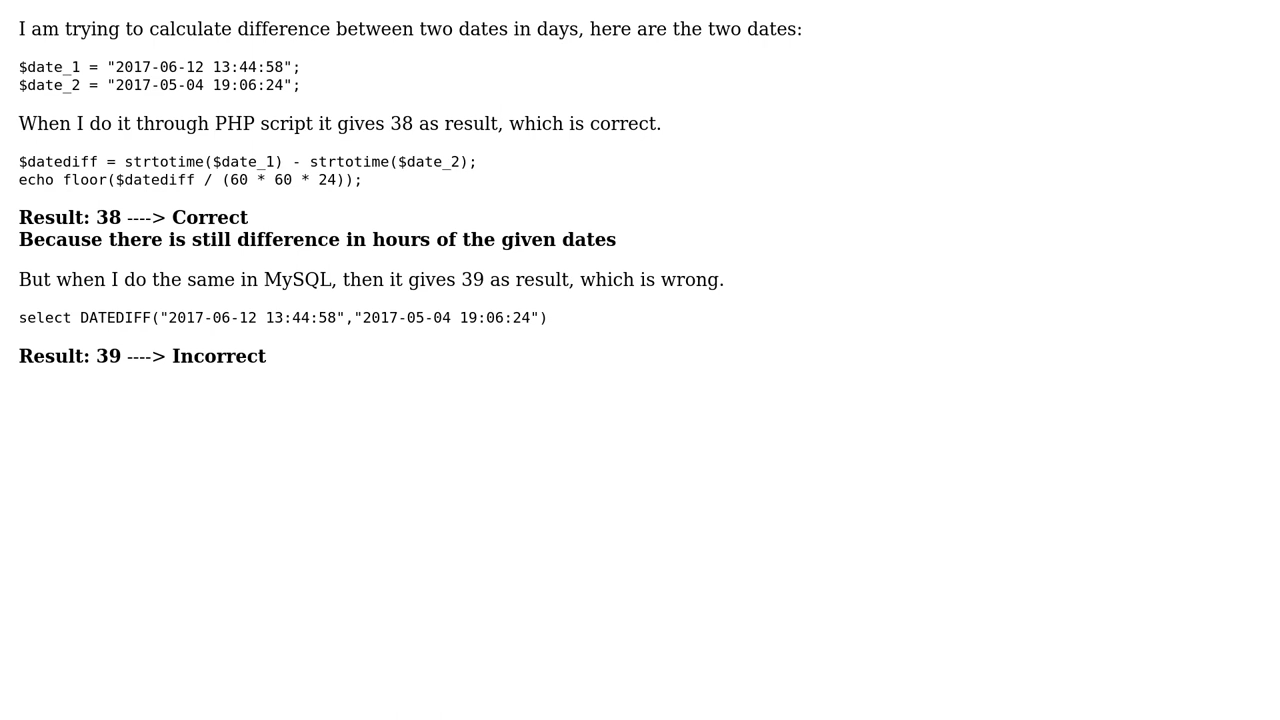 I am trying to calculate difference between two dates in days, here are the two dates:
$date_1 = "2017-06-12 13:44:58";
$date_2 = "2017-05-04 19:06:24";
When I do it through PHP script it gives 38 as result, which is correct.
$datediff = strtotime($date_1) - strtotime($date_2);
echo floor($datediff / (60 * 60 * 24));
Result: 38 ----> Correct
Because there is still difference in hours of the given dates
But when I do the same in MySQL, then it gives 39 as result, which is wrong.
select DATEDIFF("2017-06-12 13:44:58","2017-05-04 19:06:24")
Result: 39 ----> Incorrect